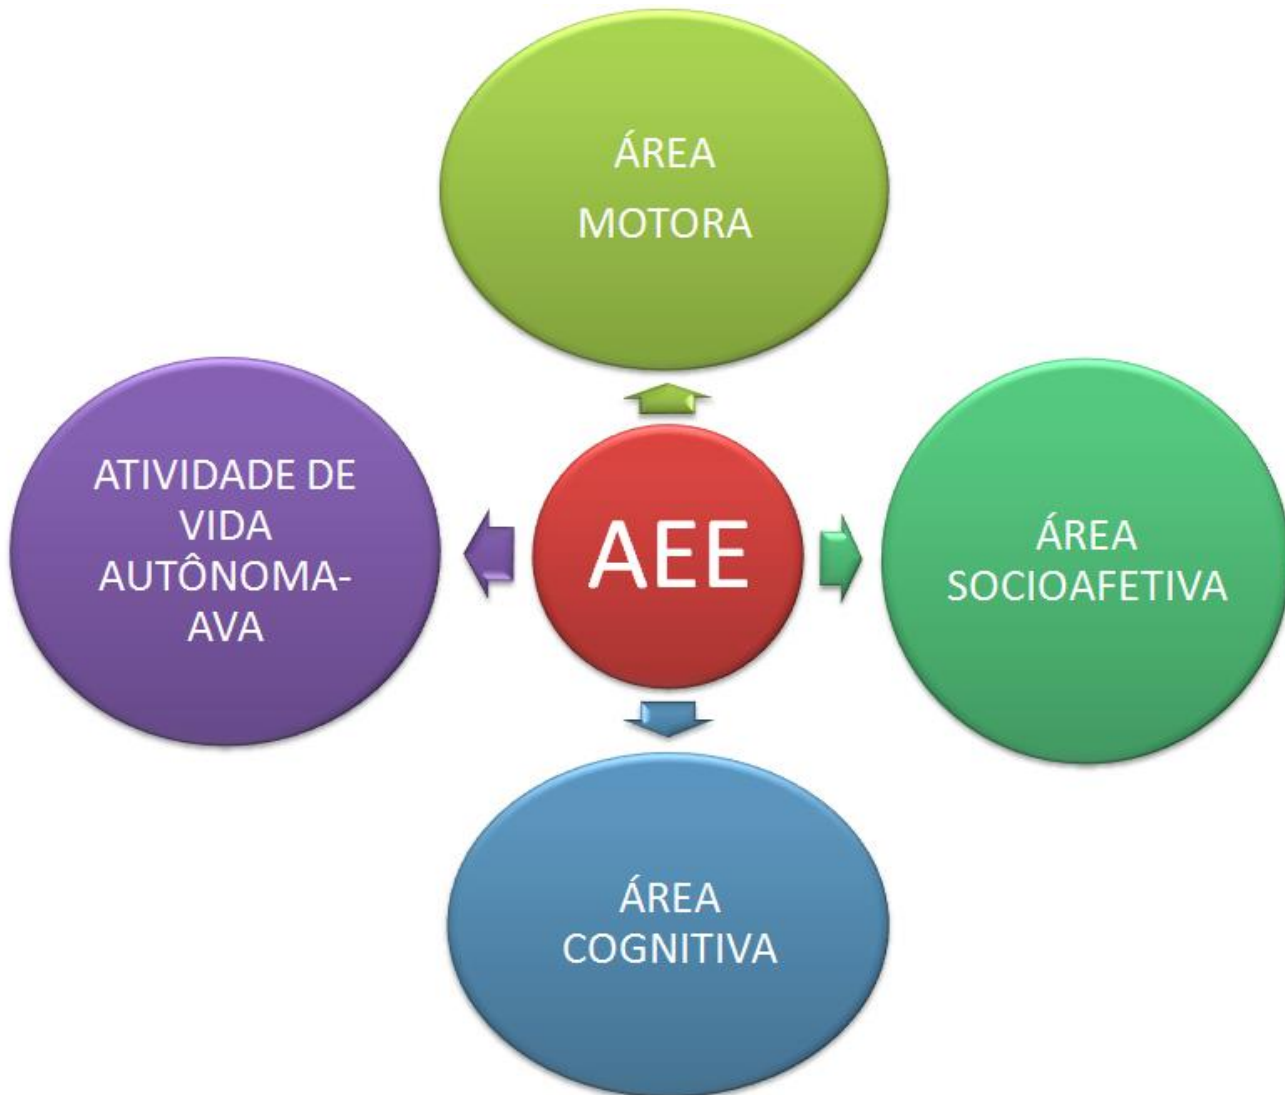 ÁREA
MOTORA
ATIVIDADE DE
VIDA
AUTÔNOMA-
AVA
AEE
ÁREA
SOCIOAFETIVA
ÁREA
COGNITIVA